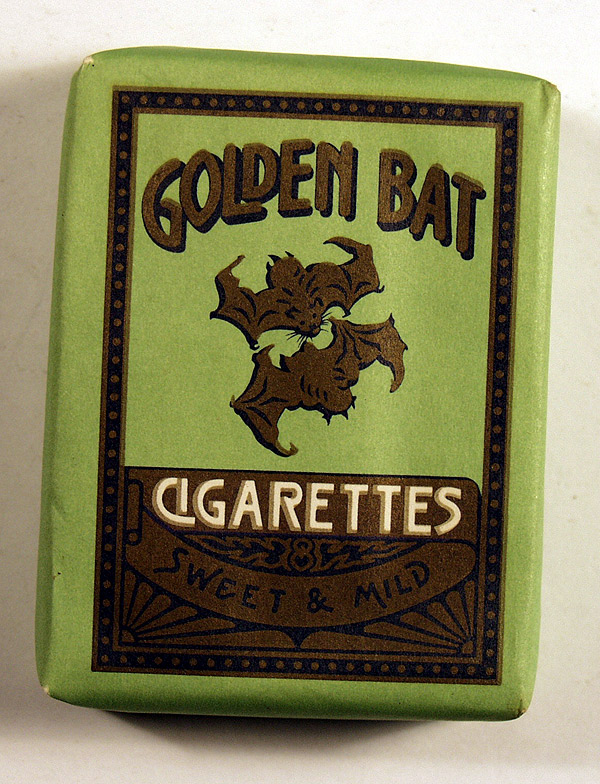 GOLDEN BAT
CIGARETTES
8
SWEET & MILD